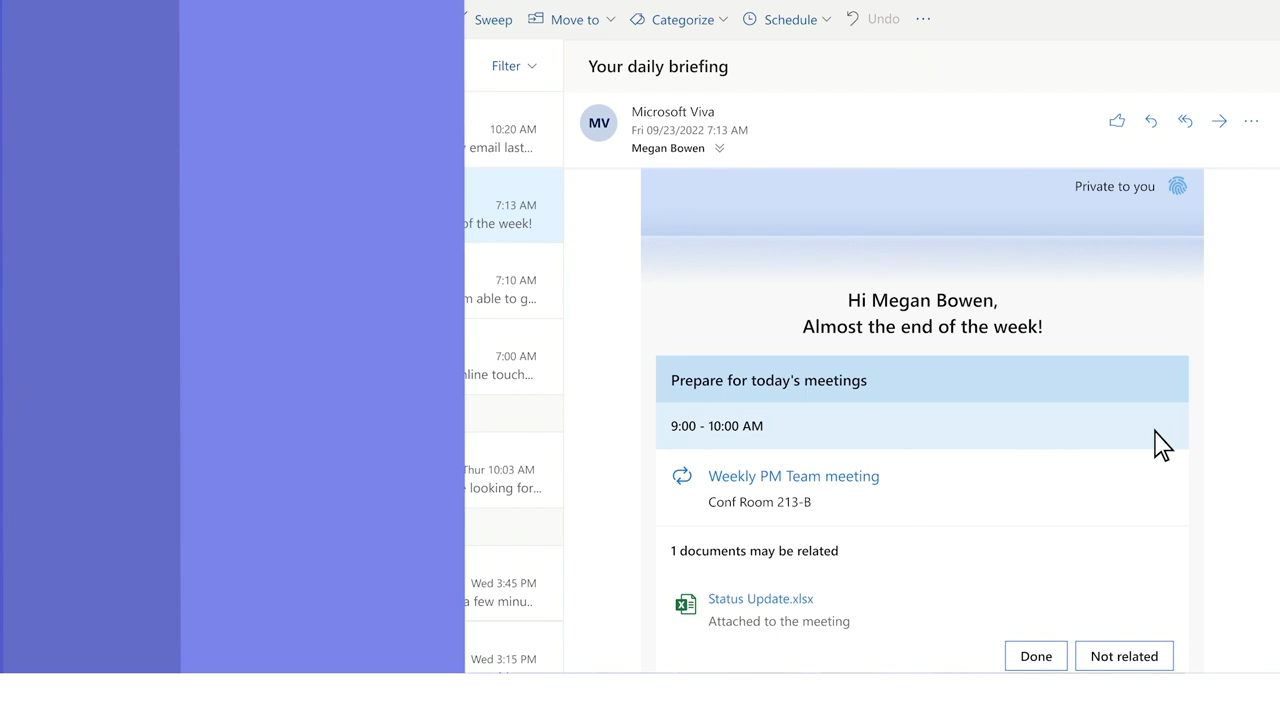 Sweep Move to Categorize Schedule Undo
Filter
Your daily briefing
10:20 AM
email last...
MV
Microsoft Viva
Fri 09/23/2022 7:13 AM
Megan Bowen
7:13 AM
of the week!
Private to you
7:10 AM
able to g...
Hi Megan Bowen,
Almost the end of the week!
7:00 AM
touch...
Prepare for today's meetings
9:00 - 10:00 AM
Thur 10:03 AM
looking for...
Weekly PM Team meeting
Conf Room 213-B
1 documents may be related
Wed 3:45 PM
a few minu..
Status Update.xlsx
Attached to the meeting
Wed 3:15 PM
Done
Not related